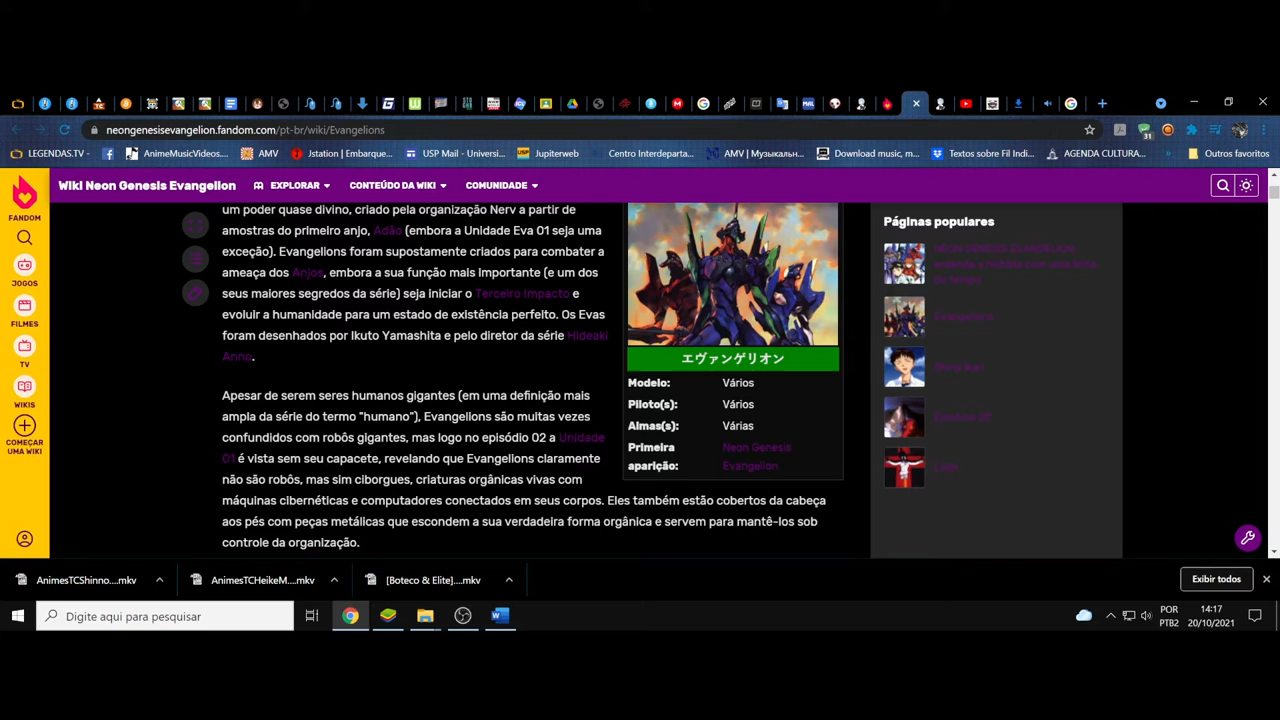 neongenesisevangelion.fandom.com/pt-br/wiki/Evangelions
31
LEGENDAS.TV -
AnimeMusicVideos....
AMV
Jstation | Embarque...
USP Mail - Universi...
Jupiterweb
Centro Interdeparta...
AMV | Музыкальн...
Download music, m...
Textos sobre Fil Indi...
AGENDA CULTURA...
»
Outros favoritos
Wiki Neon Genesis Evangelion
EXPLORAR
CONTEÚDO DA WIKI
COMUNIDADE
FANDOM
JOGOS
FILMES
TV
WIKIS
COMEÇAR
UMA WIKI
um poder quase divino, criado pela organização Nerv a partir de
amostras do primeiro anjo, Adão (embora a Unidade Eva 01 seja uma
exceção). Evangelions foram supostamente criados para combater a
ameaça dos Anjos, embora a sua função mais importante (e um dos
seus maiores segredos da série) seja iniciar o Terceiro Impacto e
evoluir a humanidade para um estado de existência perfeito. Os Evas
foram desenhados por Ikuto Yamashita e pelo diretor da série Hideaki
Anno.
Apesar de serem seres humanos gigantes (em uma definição mais
ampla da série do termo "humano"), Evangelions são muitas vezes
confundidos com robôs gigantes, mas logo no episódio 02 a Unidade
01 é vista sem seu capacete, revelando que Evangelions claramente
não são robôs, mas sim ciborgues, criaturas orgânicas vivas com
máquinas cibernéticas e computadores conectados em seus corpos. Eles também estão cobertos da cabeça
aos pés com peças metálicas que escondem a sua verdadeira forma orgânica e servem para mantê-los sob
controle da organização.
エヴァンゲリオン
Modelo: Vários
Piloto(s): Vários
Almas(s): Várias
Primeira Neon Genesis
aparição: Evangelion
Páginas populares
Evangelions
Shinji Ikari
Lilith
AnimesTCShinno....mkv
AnimesTCHeikeM....mkv
[Boteco & Elite]....mkv
Exibir todos
Digite aqui para pesquisar
POR
PTB2
14:17
20/10/2021